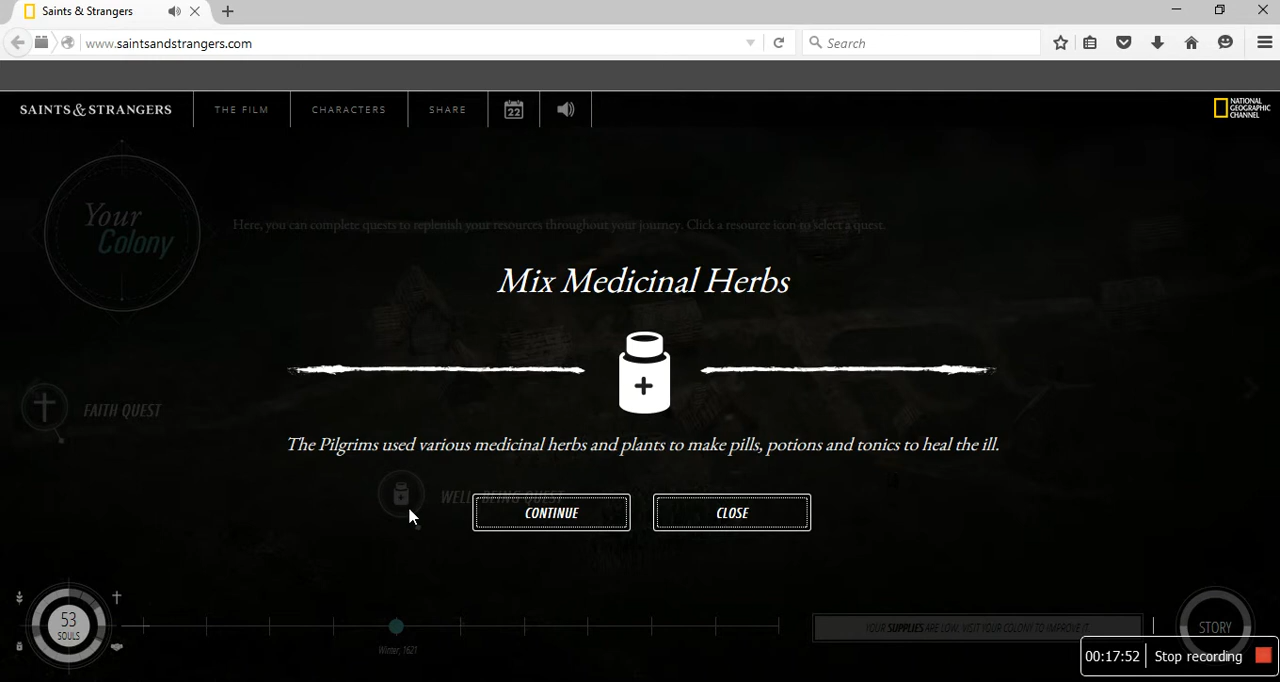 Saints & Strangers
www.saintsandstrangers.com
Search
SAINTS & STRANGERS
THE FILM
CHARACTERS
SHARE
22
NATIONAL
GEOGRAPHIC
CHANNEL
Your
Colony
Here, you can complete quests to replenish your resources throughout your journey. Click a resource icon to select a quest.
Mix Medicinal Herbs
FAITH QUEST
The Pilgrims used various medicinal herbs and plants to make pills, potions and tonics to heal the ill.
WELL-BEING QUEST
CONTINUE
CLOSE
53
SOULS
Winter, 1621
YOUR SUPPLIES ARE LOW. VISIT YOUR COLONY TO IMPROVE IT.
STORY
00:17:52
Stop recording